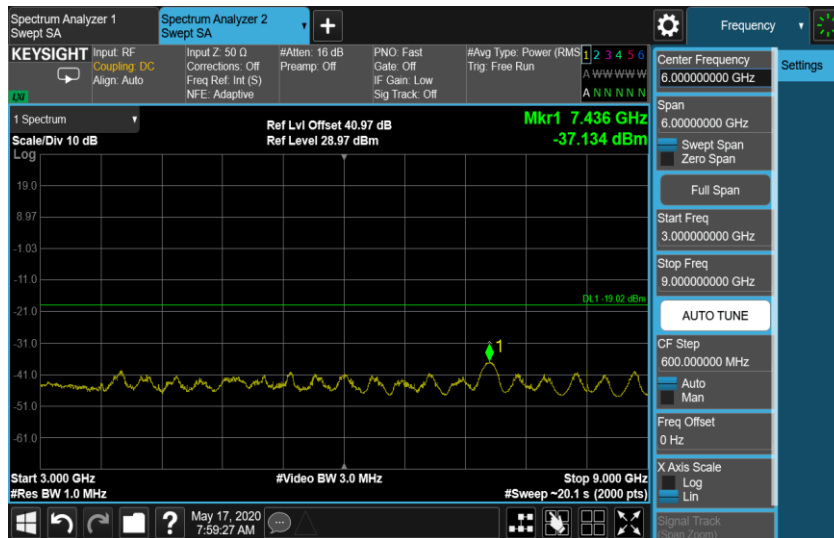 Spectrum Analyzer 1
Swept SA
Spectrum Analyzer 2
Swept SA
Frequency
KEYSIGHT
Input: RF
Coupling: DC
Align: Auto
Input Z: 50 Ω
Corrections: Off
Freq Ref: Int (S)
NFE: Adaptive
#Atten: 16 dB
Preamp: Off
PNO: Fast
Gate: Off
IF Gain: Low
Sig Track: Off
#Avg Type: Power (RMS
Trig: Free Run
1 2 3 4 5 6
A W W W W W
A N N N N N
1 Spectrum
Scale/Div 10 dB
Log
Ref Lvl Offset 40.97 dB
Ref Level 28.97 dBm
Mkr1 7.436 GHz
-37.134 dBm
19.0
8.97
-1.03
-11.0
-21.0
-31.0
-41.0
-51.0
-61.0
DL1 -19.02 dBm
1
Start 3.000 GHz
#Res BW 1.0 MHz
#Video BW 3.0 MHz
Stop 9.000 GHz
#Sweep ~20.1 s (2000 pts)
May 17, 2020
7:59:27 AM
Center Frequency
6.000000000 GHz
Settings
Span
6.00000000 GHz
Swept Span
Zero Span
Full Span
Start Freq
3.000000000 GHz
Stop Freq
9.000000000 GHz
AUTO TUNE
CF Step
600.000000 MHz
Auto
Man
Freq Offset
0 Hz
X Axis Scale
Log
Lin
Signal Track
(Span Zoom)